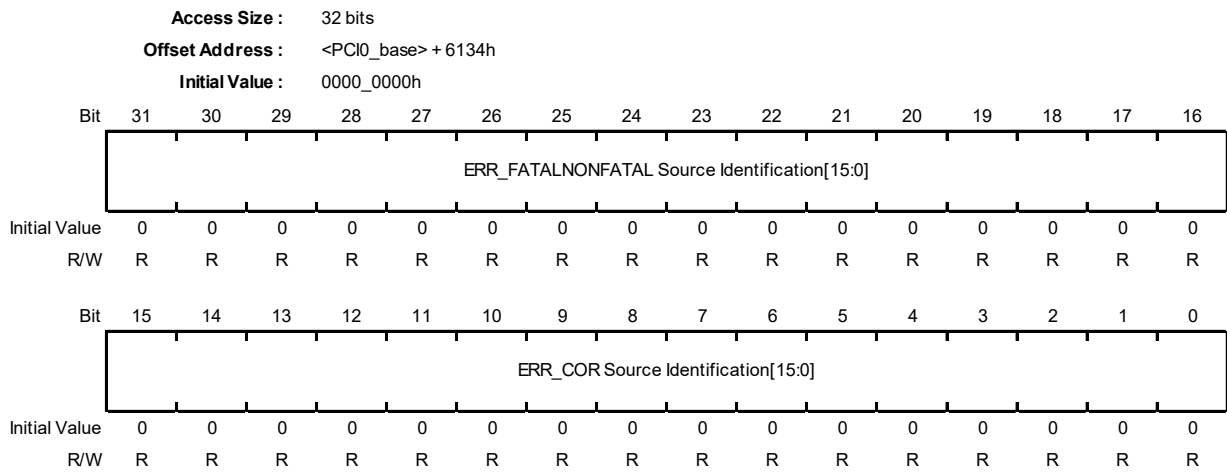 Access Size : 32 bits
Offset Address : <PCI0_base> + 6134h
Initial Value : 0000_0000h
Bit 31 30 29 28 27 26 25 24 23 22 21 20 19 18 17 16
ERR_FATALNONFATAL Source Identification[15:0]
Initial Value 0 0 0 0 0 0 0 0 0 0 0 0 0 0 0 0
R/W R R R R R R R R R R R R R R R R
Bit 15 14 13 12 11 10 9 8 7 6 5 4 3 2 1 0
ERR_COR Source Identification[15:0]
Initial Value 0 0 0 0 0 0 0 0 0 0 0 0 0 0 0 0
R/W R R R R R R R R R R R R R R R R